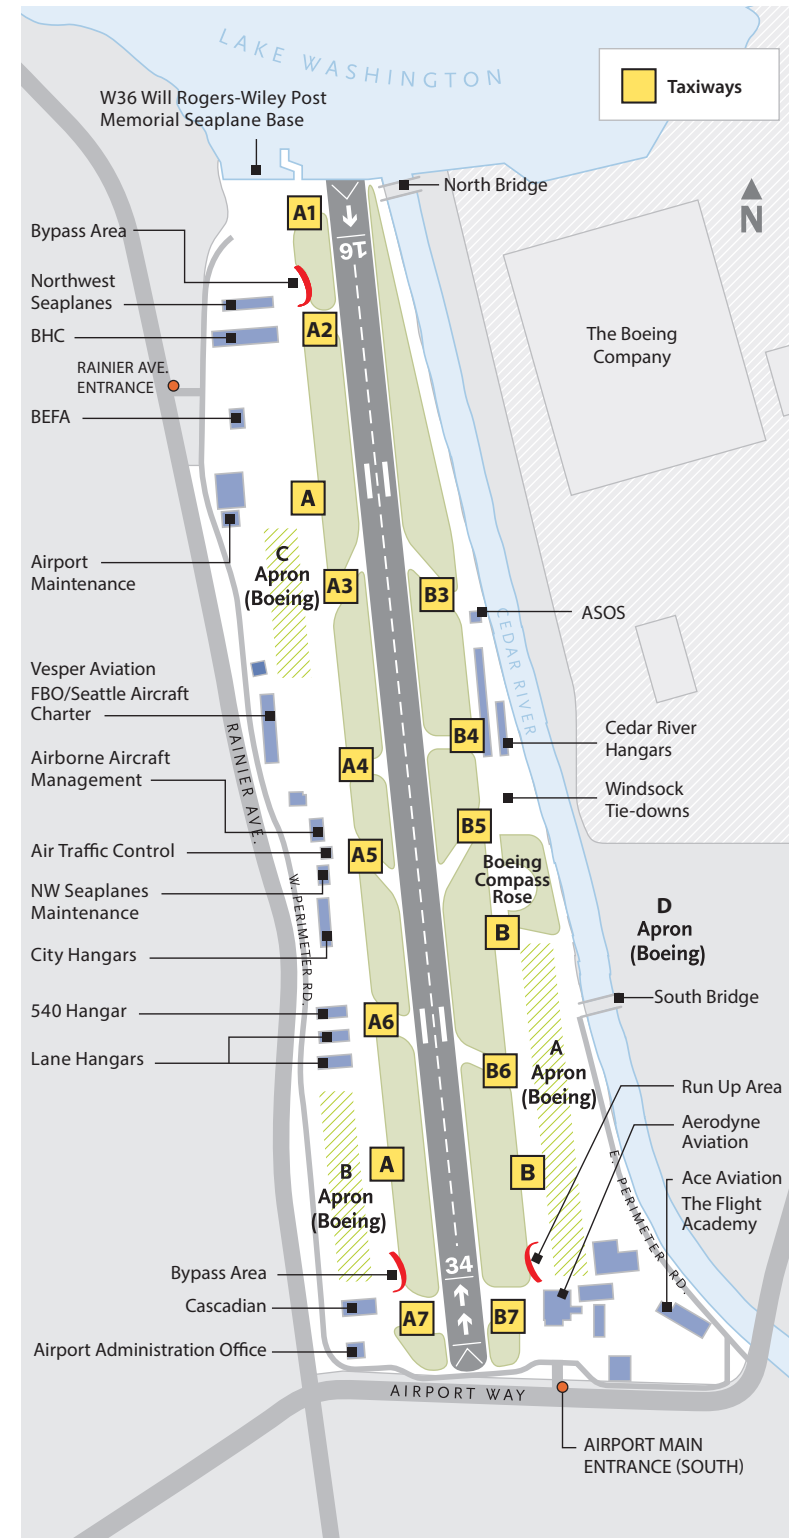 LAKE WASHINGTON
Taxiways
W36 Will Rogers-Wiley Post
Memorial Seaplane Base
North Bridge
N
A1
16
Bypass Area
Northwest
Seaplanes
A2
BHC
The Boeing
Company
RAINIER AVE.
ENTRANCE
BEFA
A
C
Apron
(Boeing)
Airport
Maintenance
A3
B3
ASOS
CEDAR RIVER
Vesper Aviation
FBO/Seattle Aircraft
Charter
RAINIER AVE.
B4
Cedar River
Hangars
Airborne Aircraft
Management
A4
Windsock
Tie-downs
B5
Air Traffic Control
A5
Boeing
Compass
Rose
NW Seaplanes
Maintenance
W. PERIMETER RD.
B
D
Apron
(Boeing)
City Hangars
South Bridge
540 Hangar
A6
Lane Hangars
A
Apron
(Boeing)
B6
Run Up Area
Aerodyne
Aviation
E. PERIMETER RD.
A
B
B
Apron
(Boeing)
Ace Aviation
The Flight
Academy
34
Bypass Area
Cascadian
A7
B7
Airport Administration Office
AIRPORT WAY
AIRPORT MAIN
ENTRANCE (SOUTH)